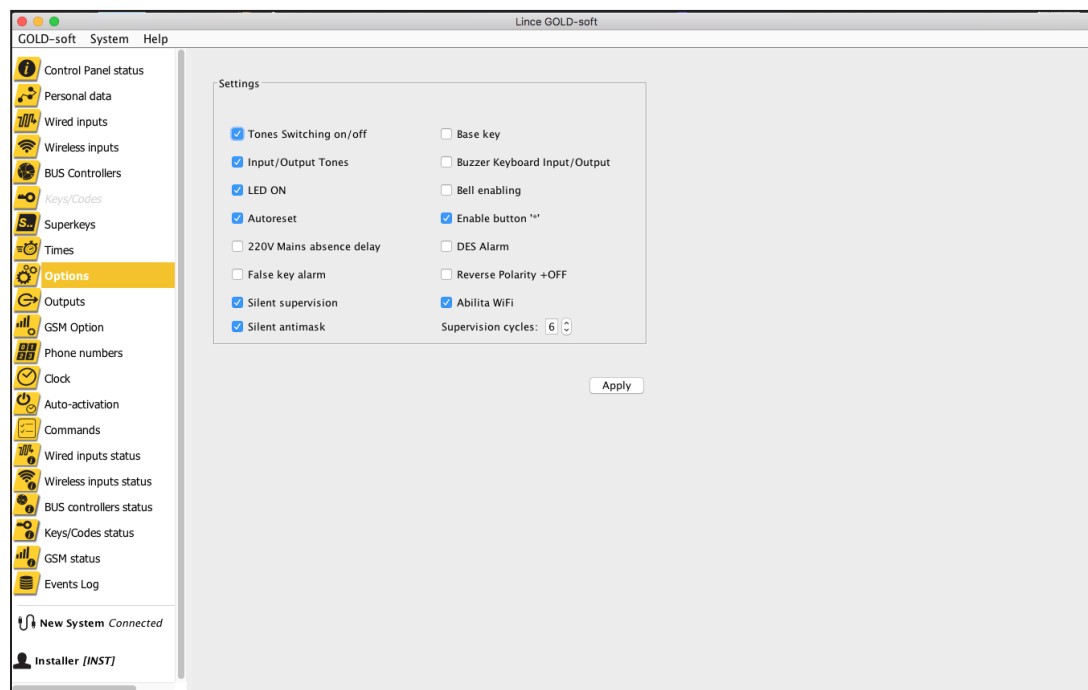 Lince GOLD-soft
GOLD-soft System Help
Control Panel status
Personal data
Wired inputs
Wireless inputs
BUS Controllers
Keys/Codes
Superkeys
Times
Options
Outputs
GSM Option
Phone numbers
Clock
Auto-activation
Commands
Wired inputs status
Wireless inputs status
BUS controllers status
Keys/Codes status
GSM status
Events Log
New System Connected
Installer [INST]
Settings
Tones Switching on/off
Base key
Input/Output Tones
Buzzer Keyboard Input/Output
LED ON
Bell enabling
Autoreset
Enable button '*'
220V Mains absence delay
DES Alarm
False key alarm
Reverse Polarity +OFF
Silent supervision
Abilita WiFi
Silent antimask
Supervision cycles: 6
Apply